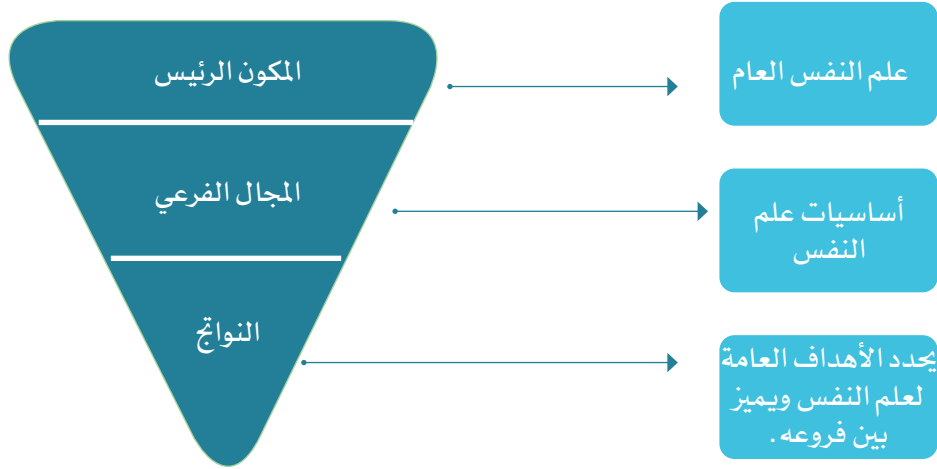 المكون الرئيس
علم النفس العام
المجال الفرعي
أساسيات علم
النفس
النواتج
يحدد الأهداف العامة
لعلم النفس ويميز
بين فروعه.